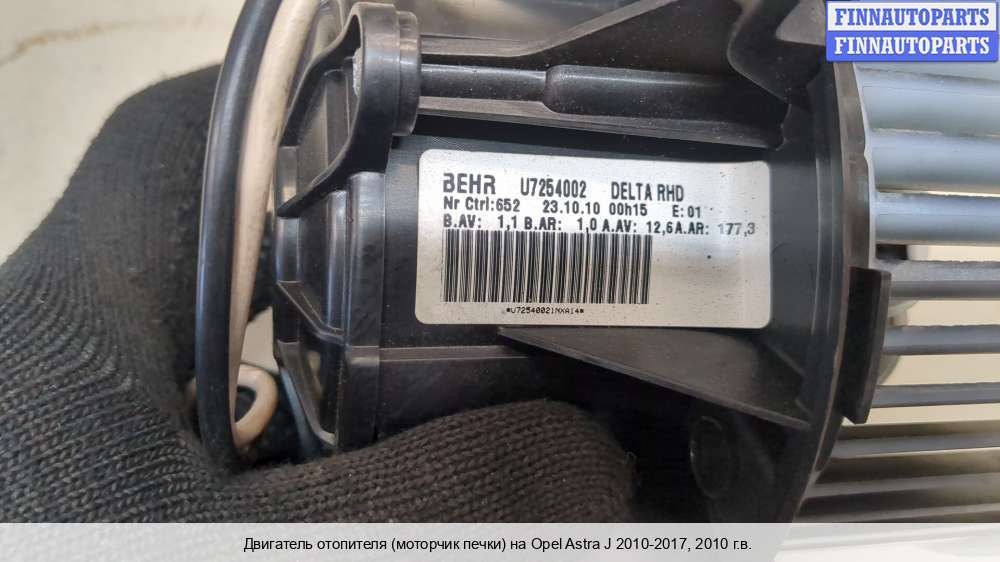 FINNAUTOPARTS
FINNAUTOPARTS
BEHR U7254002 DELTA RHD
Nr Ctrl:652 23.10.10 00h15 E:01
B.AV: 1,1 B.AR: 1,0 A.AV: 12,6 A.AR: 177,3
*U72540021NXAI4*
Двигатель отопителя (моторчик печки) на Opel Astra J 2010-2017, 2010 г.в.